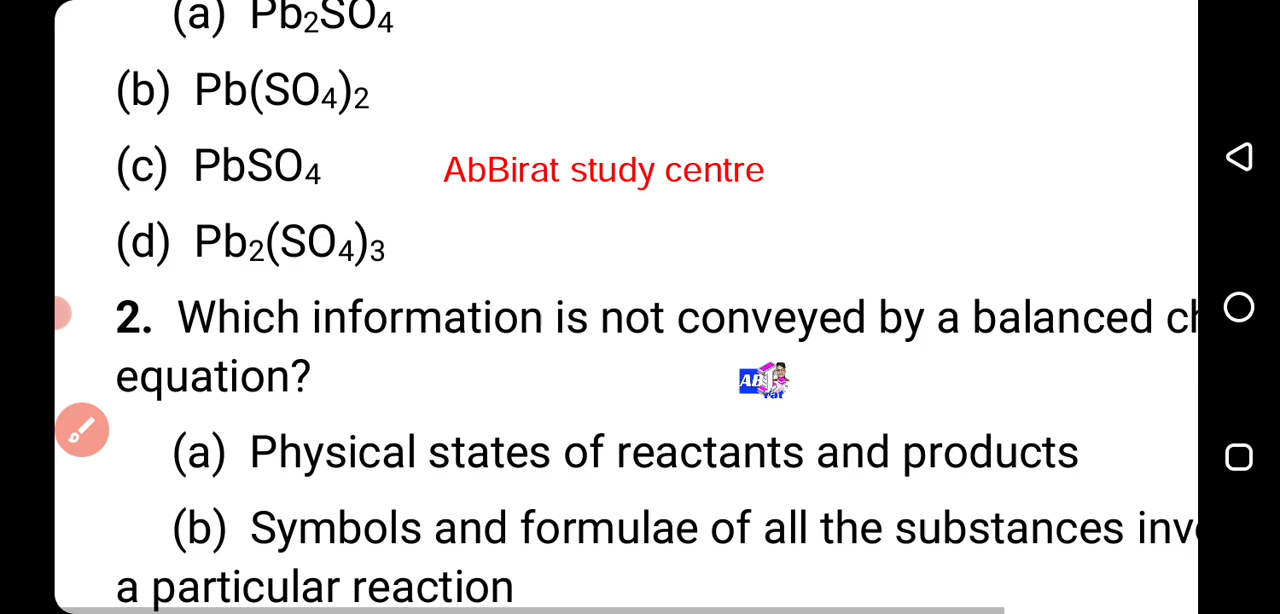 (a) Pb₂SO₄
(b) Pb(SO₄)₂
(c) PbSO₄ AbBirat study centre
(d) Pb₂(SO₄)₃
2. Which information is not conveyed by a balanced
equation?
AB
(a) Physical states of reactants and products
(b) Symbols and formulae of all the substances
a particular reaction